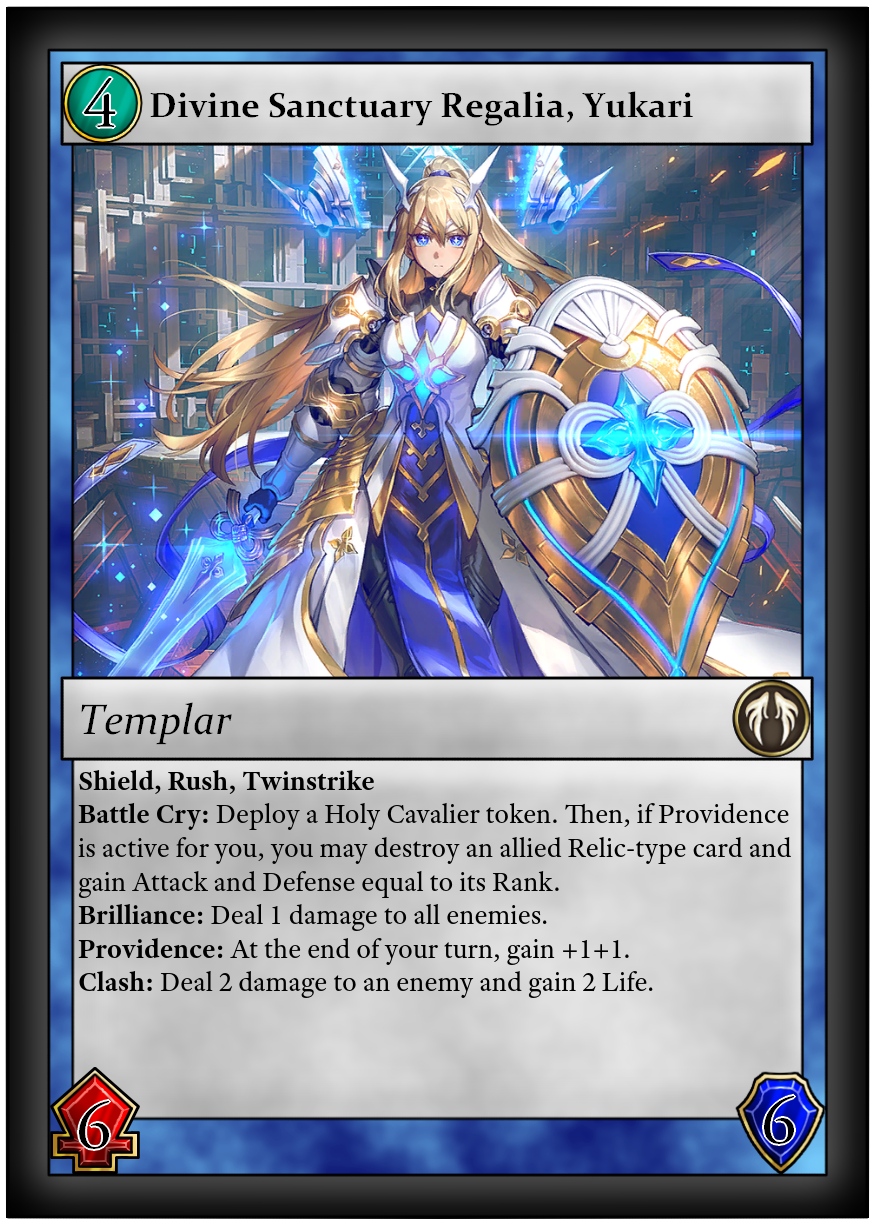 4
Divine Sanctuary Regalia, Yukari
Templar
Shield, Rush, Twinstrike
Battle Cry: Deploy a Holy Cavalier token. Then, if Providence
is active for you, you may destroy an allied Relic-type card and
gain Attack and Defense equal to its Rank.
Brilliance: Deal 1 damage to all enemies.
Providence: At the end of your turn, gain +1+1.
Clash: Deal 2 damage to an enemy and gain 2 Life.
6
6